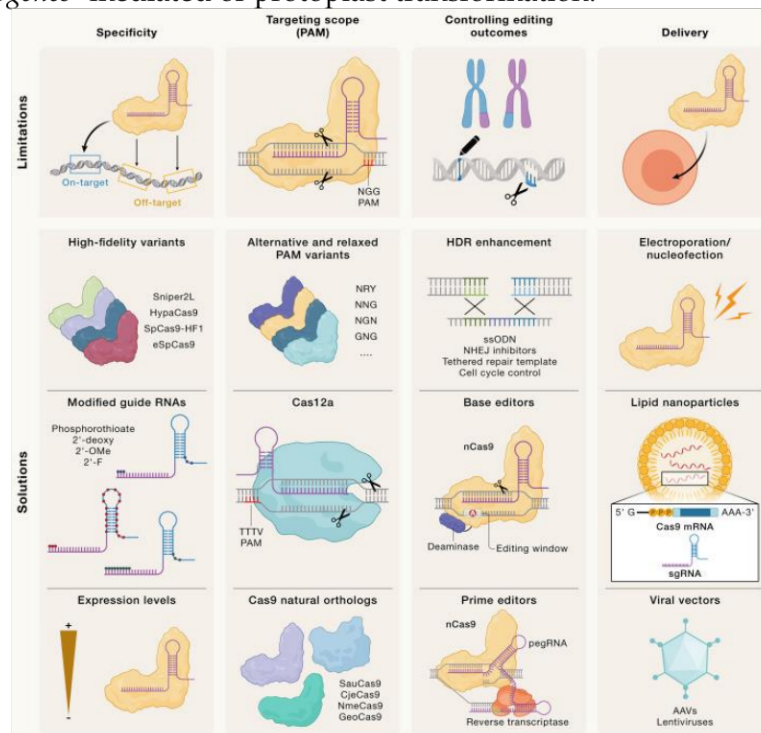 mediated or protoplast transformation.
Specificity
Targeting scope
(PAM)
Controlling editing
outcomes
Delivery
Limitations
On-target
Off-target
NGG
PAM
Solutions
High-fidelity variants
Sniper2L
HypaCas9
SpCas9-HF1
eSpCas9
Alternative and relaxed
PAM variants
NRY
NNG
NGN
GNG
....
HDR enhancement
ssODN
NHEJ inhibitors
Tethered repair template
Cell cycle control
Electroporation/
nucleofection
Modified guide RNAs
Phosphorothioate
2'-deoxy
2'-OMe
2'-F
Cas12a
TTTV
PAM
Base editors
nCas9
Deaminase
Editing window
Lipid nanoparticles
5' G
P P P
AAA-3'
Cas9 mRNA
sgRNA
Expression levels
+
-
Cas9 natural orthologs
SauCas9
CjeCas9
NmeCas9
GeoCas9
Prime editors
nCas9
pegRNA
Reverse transcriptase
Viral vectors
AAVs
Lentiviruses